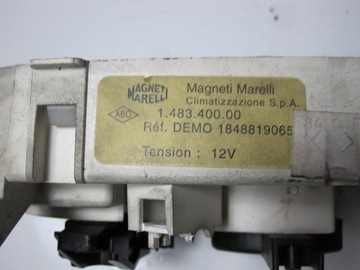 MAGNETI
MARELLI
Magneti Marelli
Climatizzazione S.p.A.
ABO
1.483.400.00
Réf. DEMO 1848819065
Tension : 12V